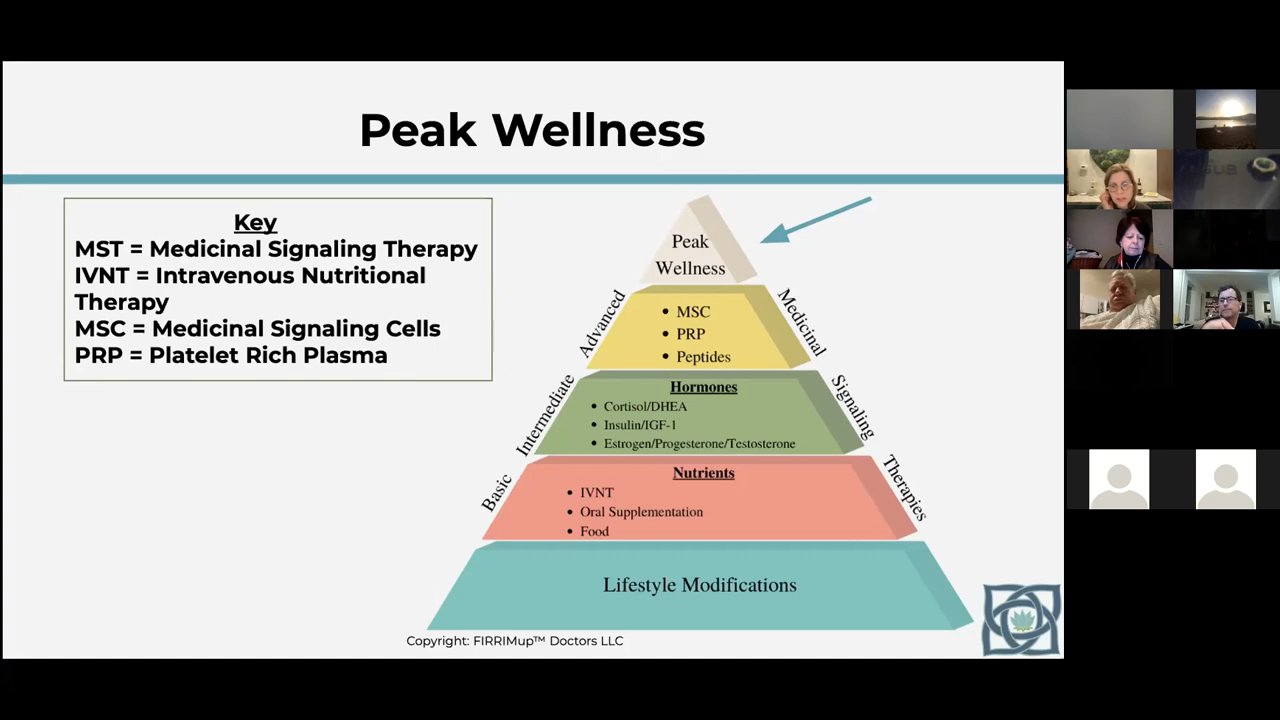 Peak Wellness
Key
MST = Medicinal Signaling Therapy
IVNT = Intravenous Nutritional
Therapy
MSC = Medicinal Signaling Cells
PRP = Platelet Rich Plasma
Peak
Wellness
Advanced
Medicinal
• MSC
• PRP
• Peptides
Intermediate
Signaling
Hormones
• Cortisol/DHEA
• Insulin/IGF-1
• Estrogen/Progesterone/Testosterone
Basic
Therapies
Nutrients
• IVNT
• Oral Supplementation
• Food
Lifestyle Modifications
Copyright: FIRRIMup™ Doctors LLC